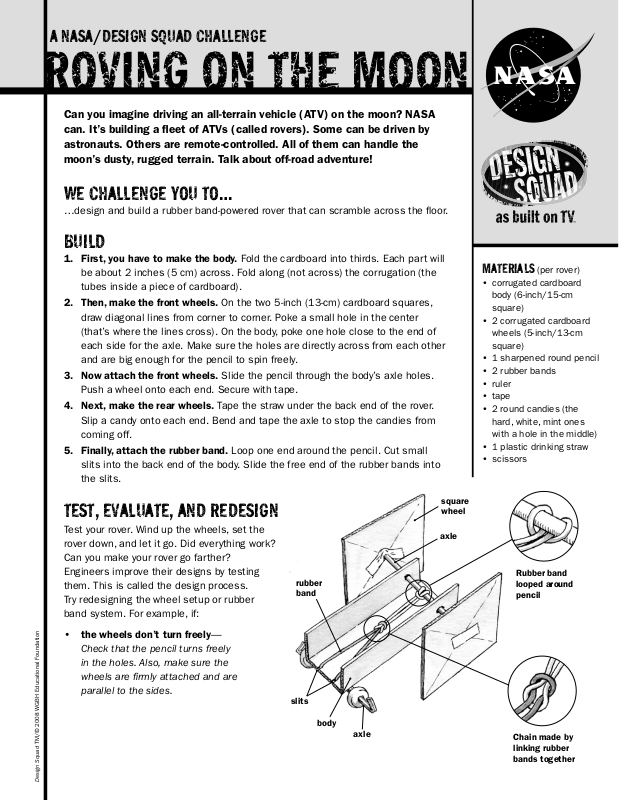 A NASA/DESIGN SQUAD CHALLENGE
ROVING ON THE MOON
NASA
DESIGN
SQUAD
as built on TV.
Can you imagine driving an all-terrain vehicle (ATV) on the moon? NASA
can. It's building a fleet of ATVs (called rovers). Some can be driven by
astronauts. Others are remote-controlled. All of them can handle the
moon's dusty, rugged terrain. Talk about off-road adventure!
WE CHALLENGE YOU TO...
...design and build a rubber band-powered rover that can scramble across the floor.
BUILD
1. First, you have to make the body. Fold the cardboard into thirds. Each part will
be about 2 inches (5 cm) across. Fold along (not across) the corrugation (the
tubes inside a piece of cardboard).
2. Then, make the front wheels. On the two 5-inch (13-cm) cardboard squares,
draw diagonal lines from corner to corner. Poke a small hole in the center
(that's where the lines cross). On the body, poke one hole close to the end of
each side for the axle. Make sure the holes are directly across from each other
and are big enough for the pencil to spin freely.
3. Now attach the front wheels. Slide the pencil through the body's axle holes.
Push a wheel onto each end. Secure with tape.
4. Next, make the rear wheels. Tape the straw under the back end of the rover.
Slip a candy onto each end. Bend and tape the axle to stop the candies from
coming off.
5. Finally, attach the rubber band. Loop one end around the pencil. Cut small
slits into the back end of the body. Slide the free end of the rubber bands into
the slits.
MATERIALS (per rover)
• corrugated cardboard
body (6-inch/15-cm
square)
• 2 corrugated cardboard
wheels (5-inch/13-cm
square)
• 1 sharpened round pencil
• 2 rubber bands
• ruler
• tape
• 2 round candies (the
hard, white, mint ones
with a hole in the middle)
• 1 plastic drinking straw
• scissors
TEST, EVALUATE, AND REDESIGN
Test your rover. Wind up the wheels, set the
rover down, and let it go. Did everything work?
Can you make your rover go farther?
Engineers improve their designs by testing
them. This is called the design process.
Try redesigning the wheel setup or rubber
band system. For example, if:
• the wheels don't turn freely—
Check that the pencil turns freely
in the holes. Also, make sure the
wheels are firmly attached and are
parallel to the sides.
square
wheel
axle
rubber
band
slits
body
axle
Rubber band
looped around
pencil
Chain made by
linking rubber
bands together
Design Squad TM/© 2008 WGBH Educational Foundation